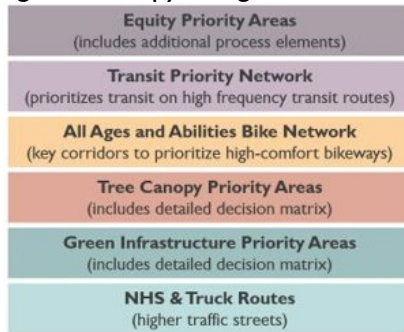 Equity Priority Areas
(includes additional process elements)
Transit Priority Network
(prioritizes transit on high frequency transit routes)
All Ages and Abilities Bike Network
(key corridors to prioritize high-comfort bikeways)
Tree Canopy Priority Areas
(includes detailed decision matrix)
Green Infrastructure Priority Areas
(includes detailed decision matrix)
NHS & Truck Routes
(higher traffic streets)